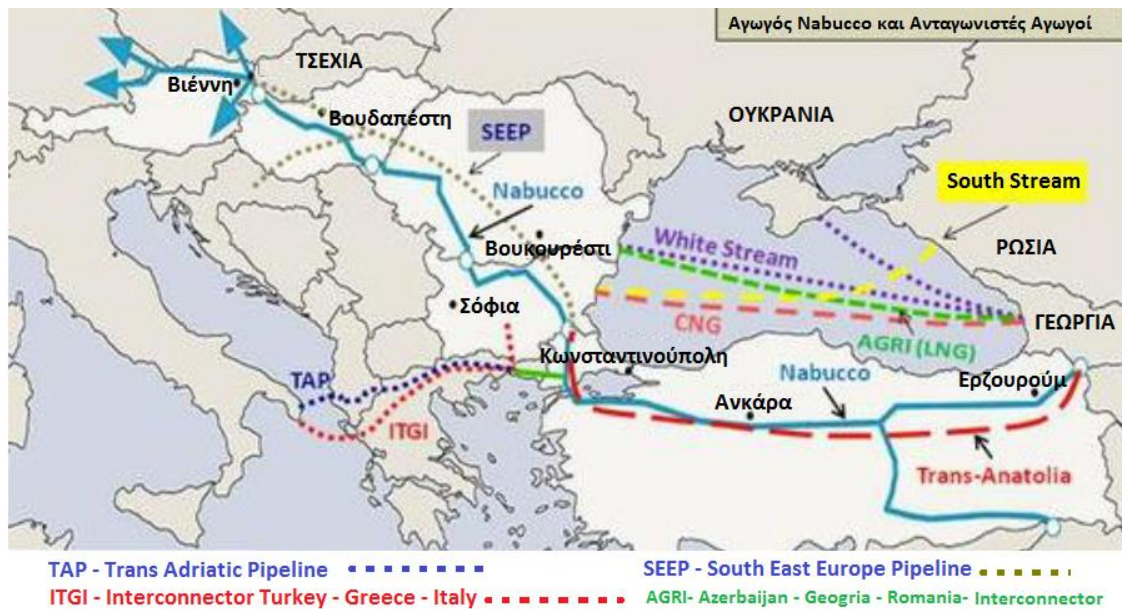 Αγωγός Nabucco και Ανταγωνιστές Αγωγοί
ΤΣΕΧΙΑ
Βιέννη
Βουδαπέστη
SEEP
ΟΥΚΡΑΝΙΑ
South Stream
Nabucco
ΡΩΣΙΑ
Βουκουρέστι
White Stream
Σόφια
CNG
AGRI (LNG)
ΓΕΩΡΓΙΑ
Κωνσταντινούπολη
TAP
Nabucco
Ερζουρούμ
Ανκάρα
ITGI
Trans-Anatolia
TAP - Trans Adriatic Pipeline
SEEP - South East Europe Pipeline
ITGI - Interconnector Turkey - Greece - Italy
AGRI- Azerbaijan - Geogria - Romania- Interconnector